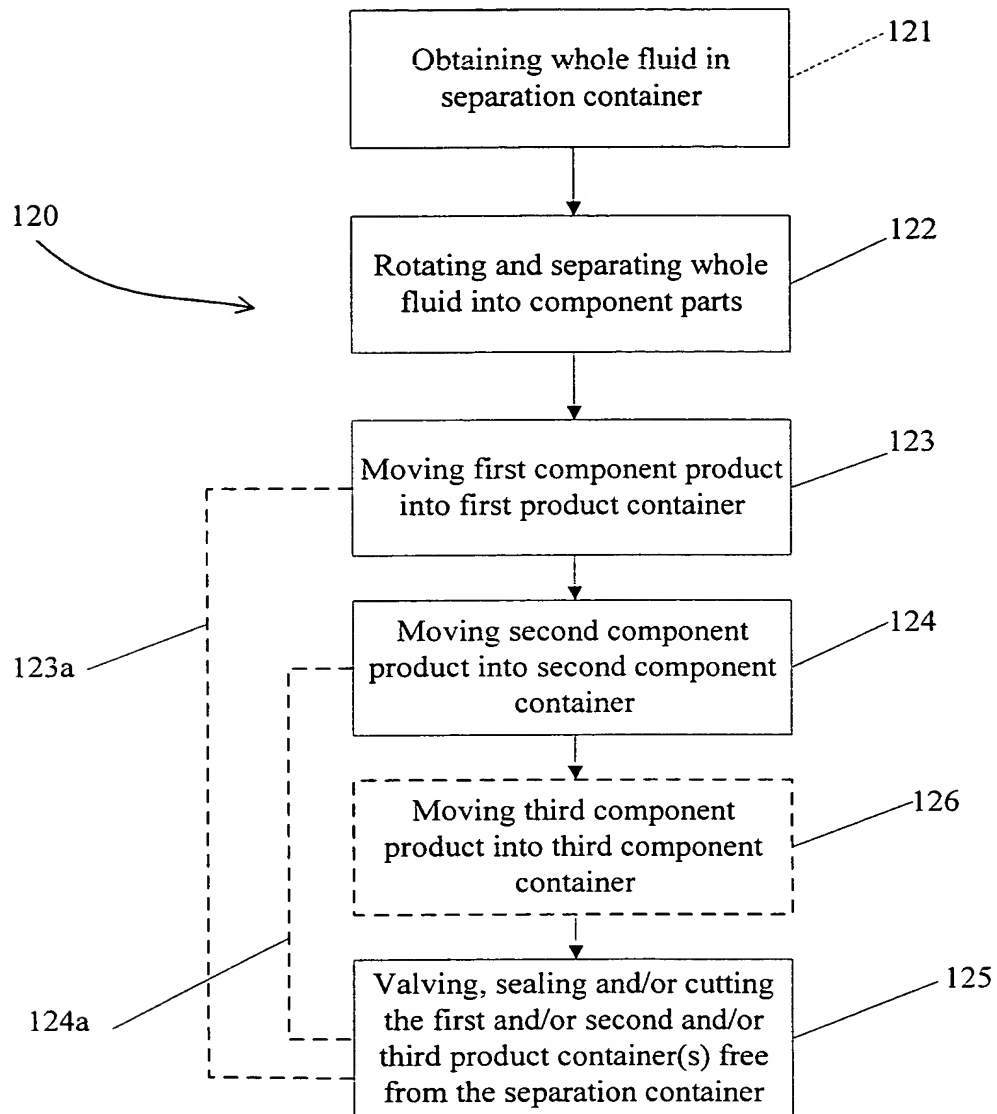 121
Obtaining whole fluid in
separation container
120
122
Rotating and separating whole
fluid into component parts
123
Moving first component product
into first product container
124
Moving second component
product into second component
container
123a
126
Moving third component
product into third component
container
125
Valving, sealing and/or cutting
the first and/or second and/or
third product container(s) free
from the separation container
124a